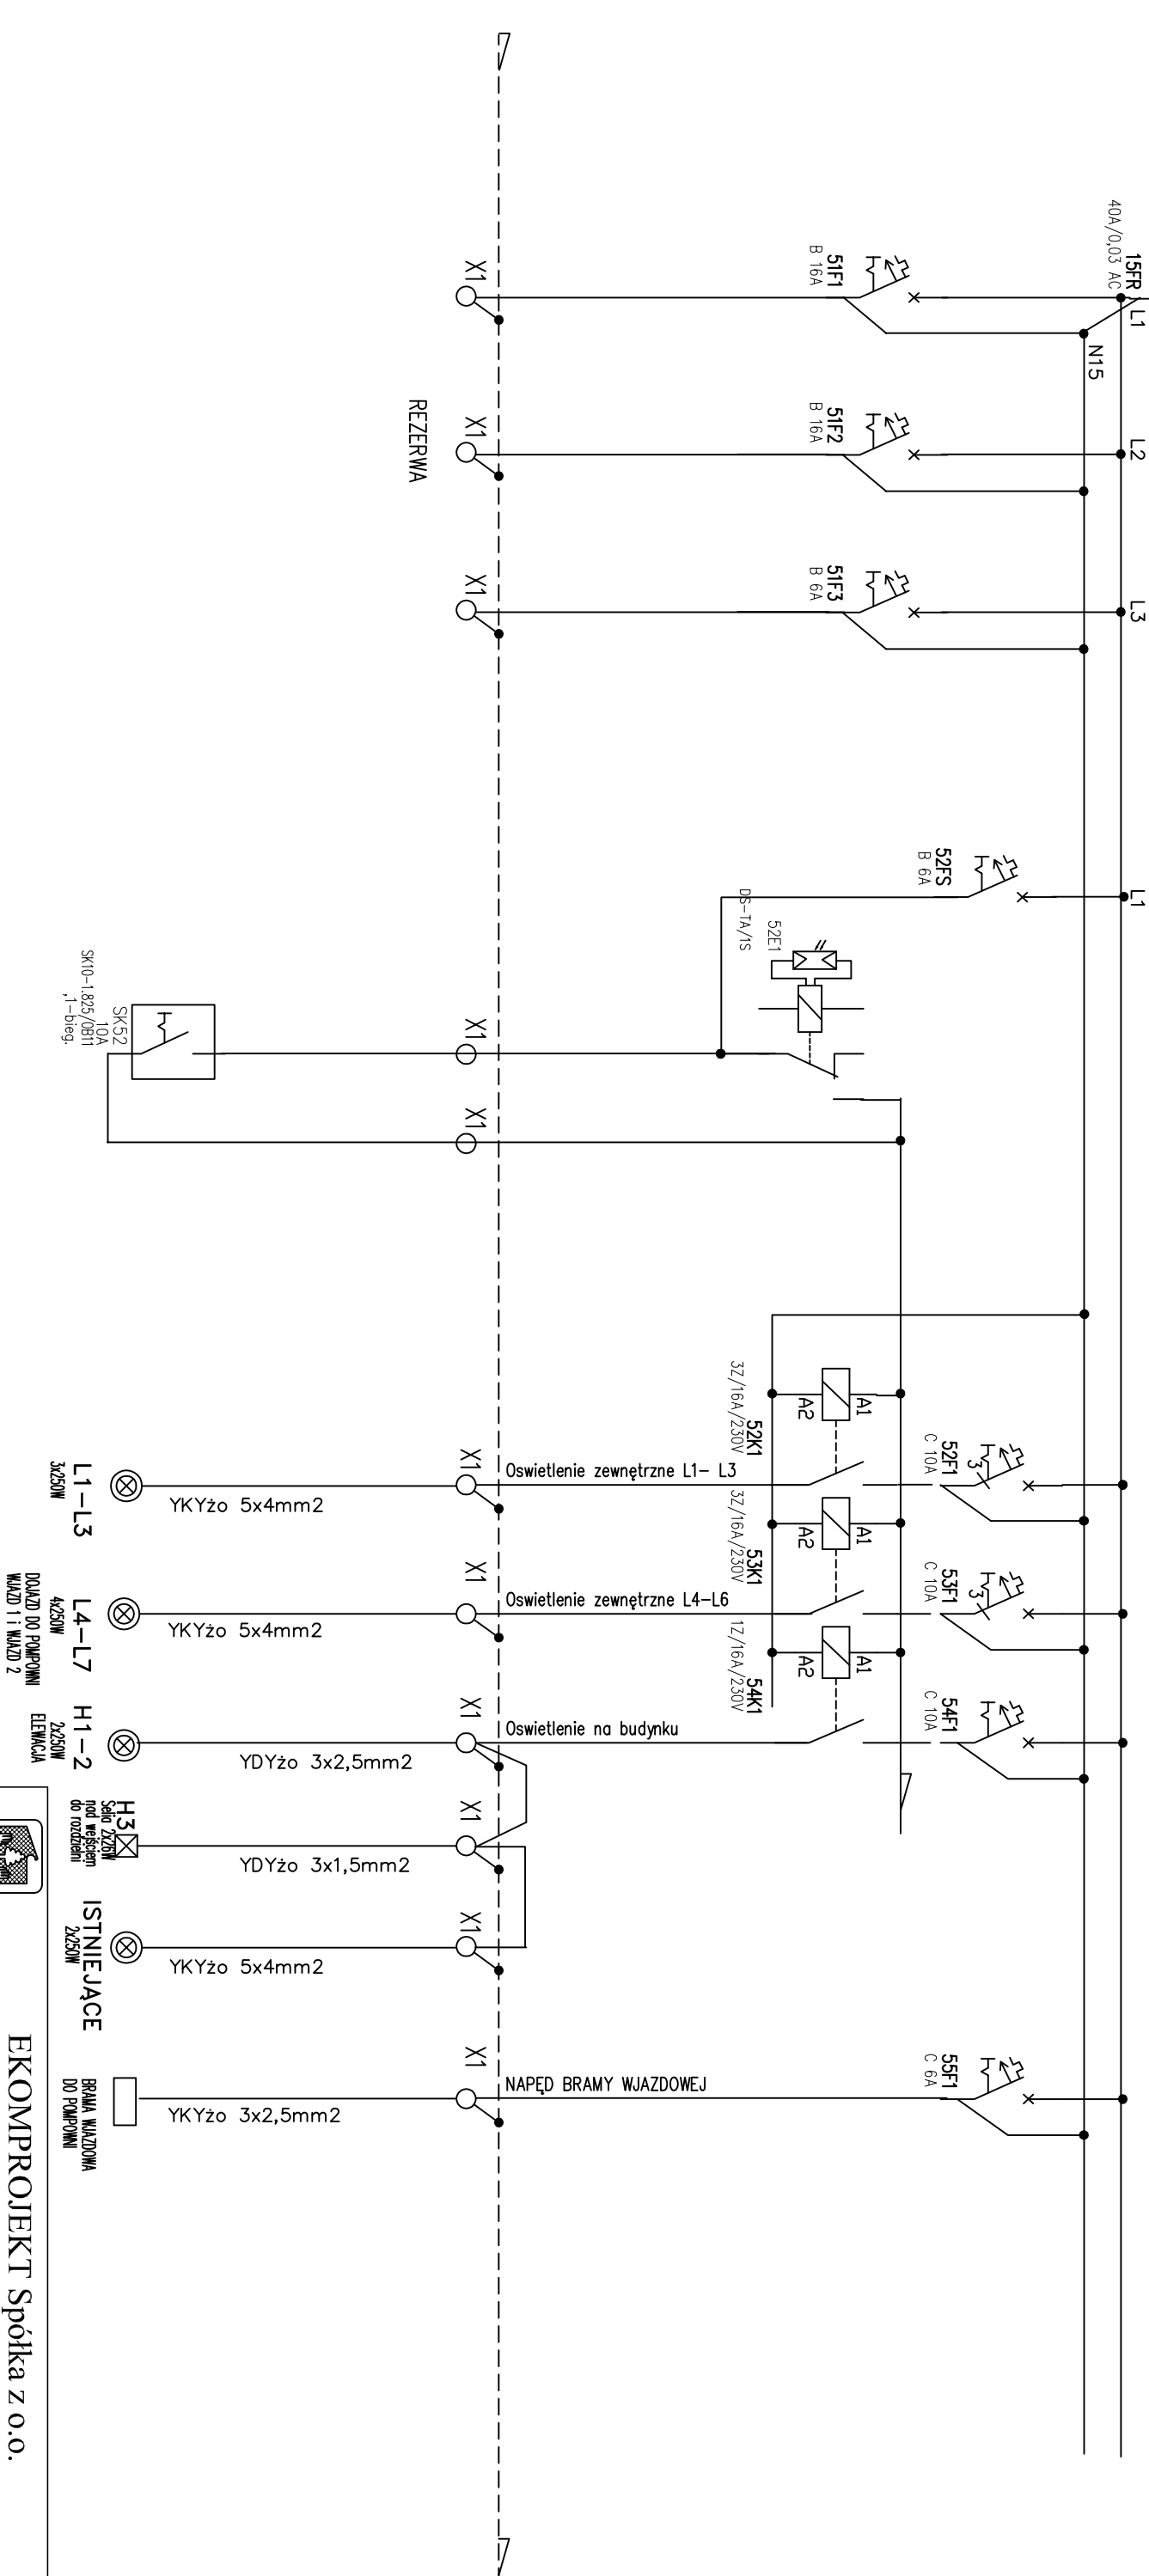 15FR
40A/0,03 AC
L1
N15
L2
L3
L1
51F1
B 16A
51F2
B 16A
51F3
B 6A
52FS
B 6A
52E1
DS-TA/1S
X1
X1
X1
REZERWA
X1
X1
SK52
10A
SK10-1.825/0B11
,1-bieg.
52F1
C 10A
3
53F1
C 10A
3
54F1
C 10A
55F1
C 6A
A1
A2
52K1
3Z/16A/230V
A1
A2
53K1
3Z/16A/230V
A1
A2
54K1
1Z/16A/230V
Oswietlenie zewnętrzne L1- L3
Oswietlenie zewnętrzne L4-L6
Oswietlenie na budynku
NAPĘD BRAMY WJAZDOWEJ
X1
X1
X1
X1
X1
X1
YKYżo 5x4mm2
YKYżo 5x4mm2
YDYżo 3x2,5mm2
YDYżo 3x1,5mm2
YKYżo 5x4mm2
YKYżo 3x2,5mm2
L1-L3
3x250W
L4-L7
4x250W
DOJAZD DO POMPOWNI
WJAZD 1 i WJAZD 2
H1-2
2x250W
ELEWACJA
H3
Selia 2x26W
nad wejściem
do rozdzielni
ISTNIEJĄCE
2x250W
BRAMA WJAZDOWA
DO POMPOWNI
EKOMPROJEKT Spółka z o.o.